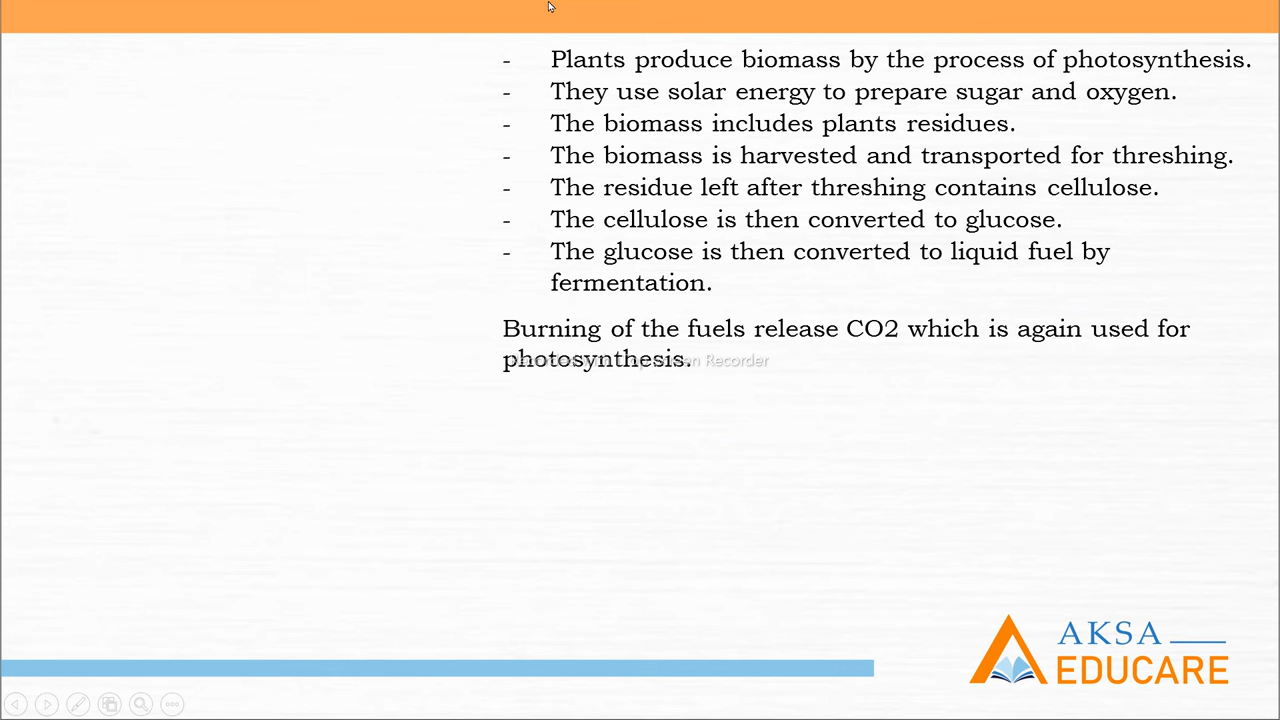 - Plants produce biomass by the process of photosynthesis.
- They use solar energy to prepare sugar and oxygen.
- The biomass includes plants residues.
- The biomass is harvested and transported for threshing.
- The residue left after threshing contains cellulose.
- The cellulose is then converted to glucose.
- The glucose is then converted to liquid fuel by
fermentation.
Burning of the fuels release CO2 which is again used for
photosynthesis.
Recorder
AKSA
EDUCARE